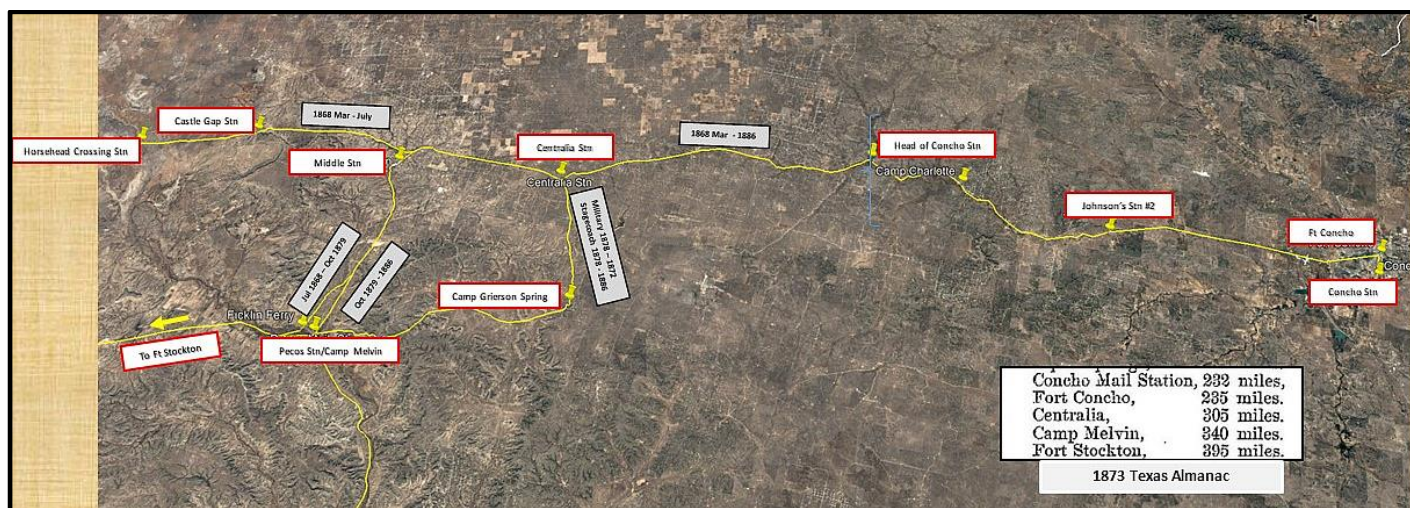 1868 Mar - July
Castle Gap Stn
Horsehead Crossing Stn
Middle Stn
Centralia Stn
Centralia Stn
1868 Mar - 1886
Head of Concho Stn
Camp Charlotte
Johnson's Stn #2
Ft Concho
Concho Stn
Military 1878 – 1872
Stagecoach 1878 - 1886
Jul 1868 – Oct 1879
Oct 1879 - 1886
Camp Grierson Spring
Ficklin Ferry
To Ft Stockton
Pecos Stn/Camp Melvin
Concho Mail Station, 232 miles,
Fort Concho, 235 miles.
Centralia, 305 miles.
Camp Melvin, 340 miles.
Fort Stockton, 395 miles.
1873 Texas Almanac